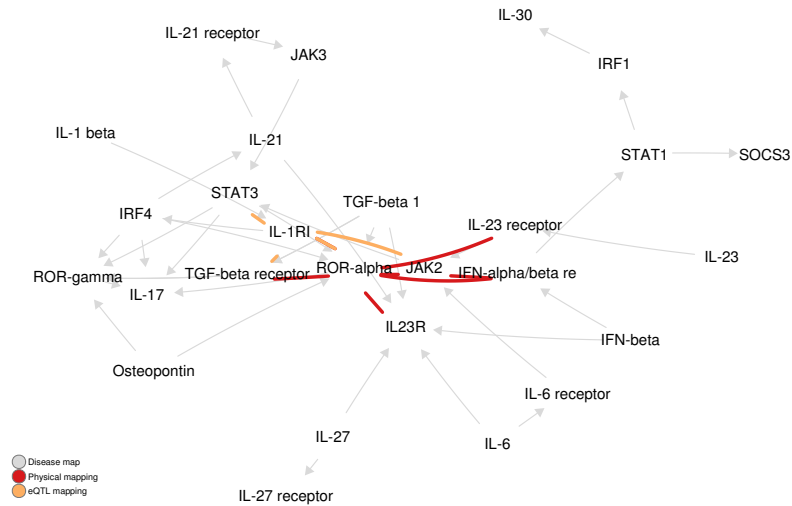 IL-30
IL-21 receptor
JAK3
IRF1
IL-1 beta
IL-21
STAT1
SOCS3
STAT3
TGF-beta 1
IRF4
IL-1RI
IL-23 receptor
IL-23
ROR-gamma
TGF-beta receptor
ROR-alpha
JAK2
IFN-alpha/beta re
IL-17
IL23R
IFN-beta
Osteopontin
IL-6 receptor
IL-27
IL-6
Disease map
Physical mapping
eQTL mapping
IL-27 receptor